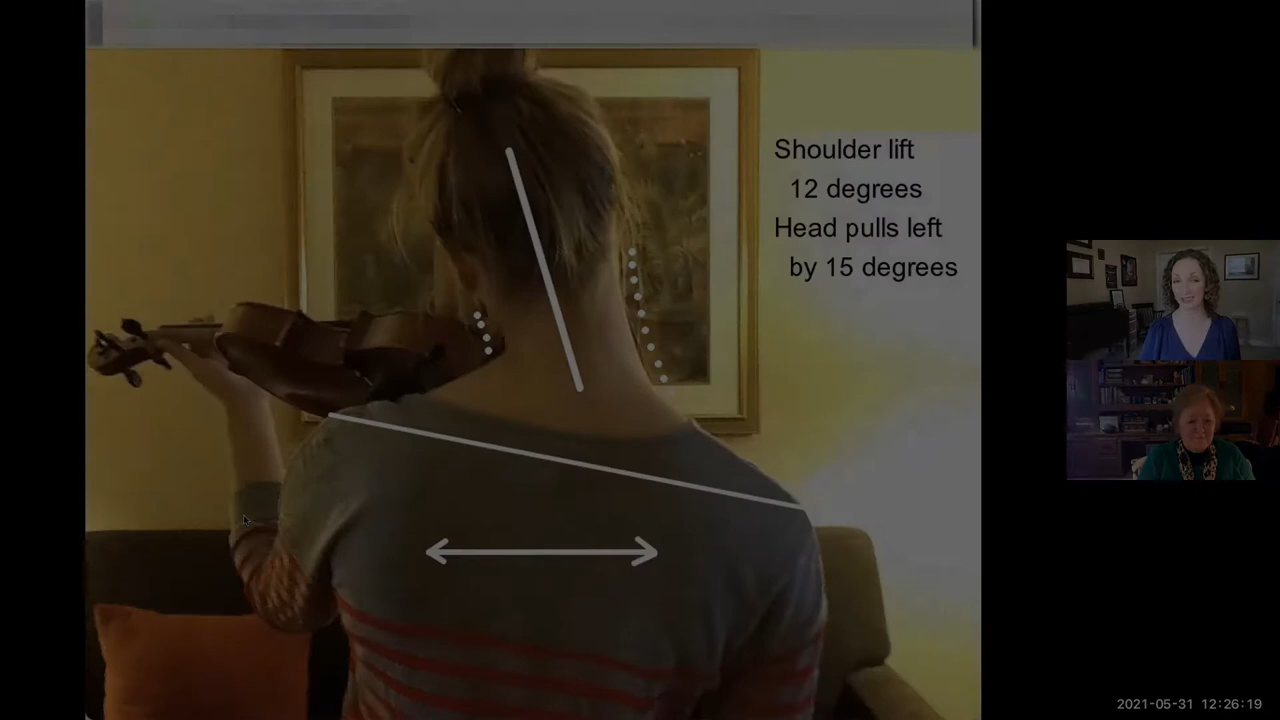 Shoulder lift
12 degrees
Head pulls left
by 15 degrees
2021-05-31 12:26:19